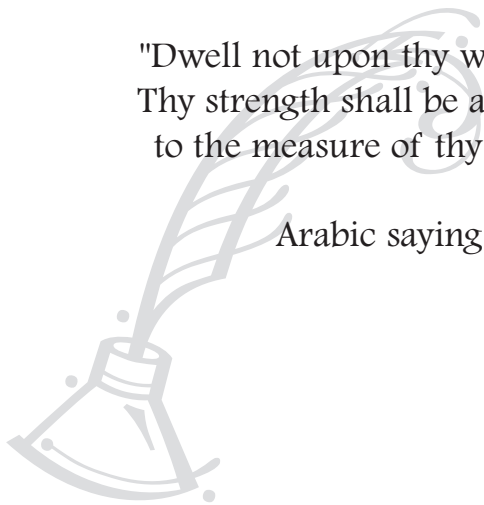 "Dwell not upon thy w
Thy strength shall be a
to the measure of thy
Arabic saying